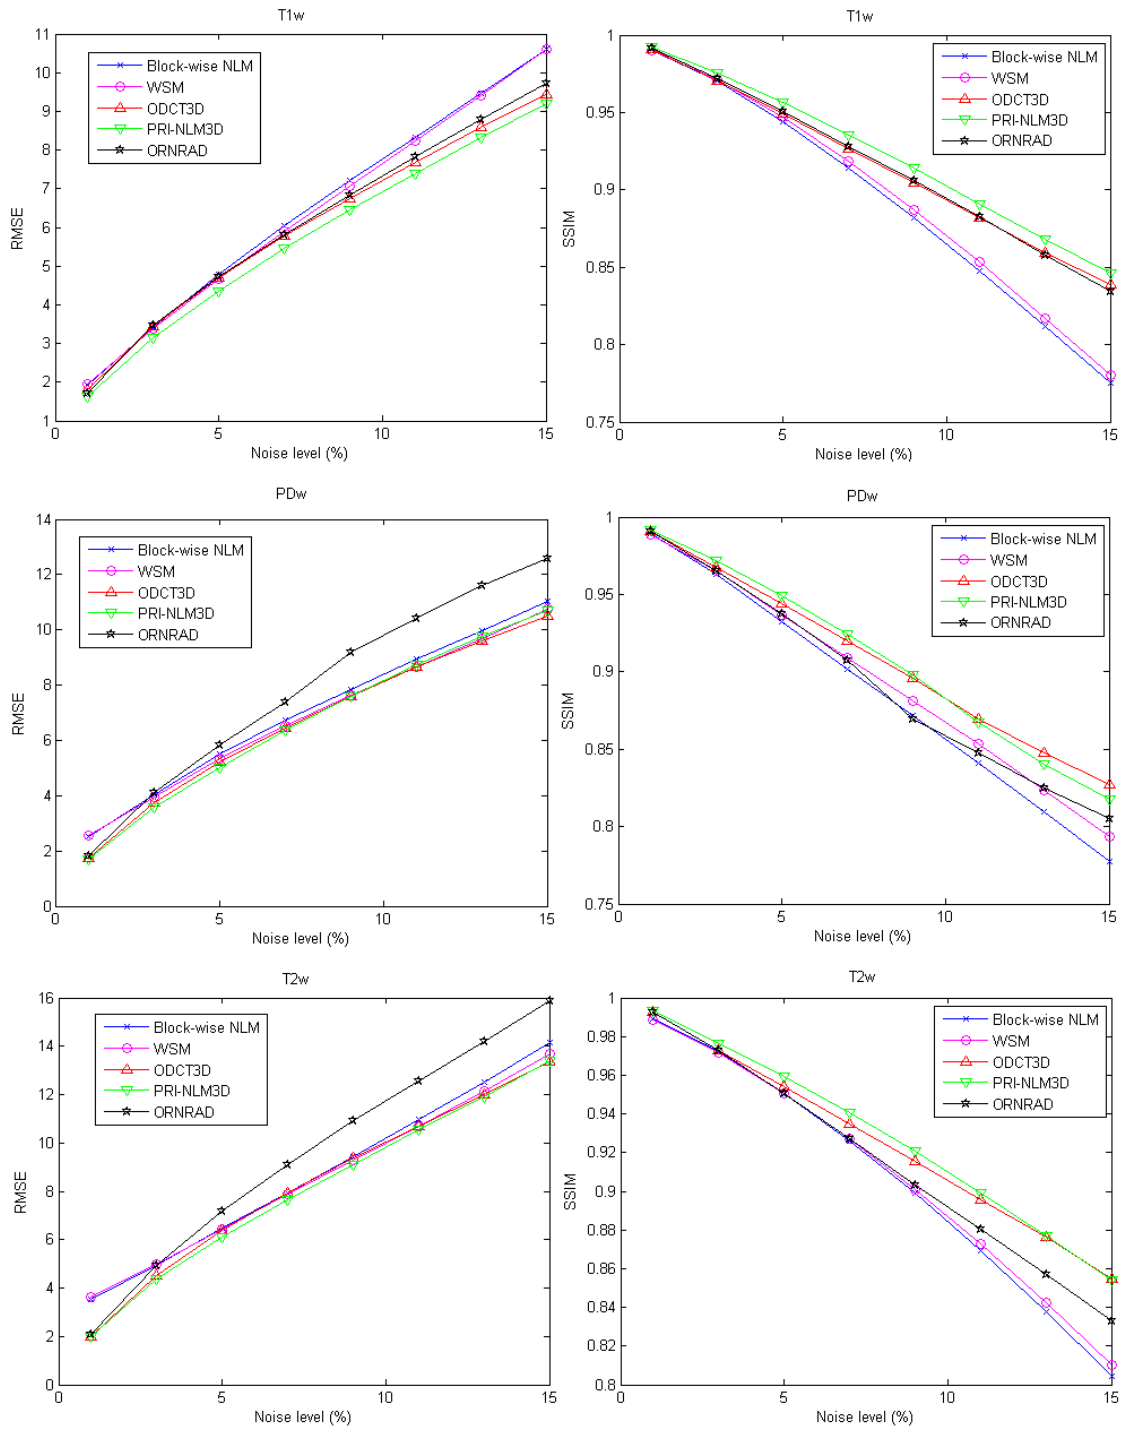 T1w
11
10
9
8
7
6
5
4
3
2
1
0
5
10
15
RMSE
Noise level (%)
Block-wise NLM
WSM
ODCT3D
PRI-NLM3D
ORNRAD
T1w
1
0.95
0.9
0.85
0.8
0.75
0
5
10
15
SSIM
Noise level (%)
Block-wise NLM
WSM
ODCT3D
PRI-NLM3D
ORNRAD
PDw
14
12
10
8
6
4
2
0
0
5
10
15
RMSE
Noise level (%)
Block-wise NLM
WSM
ODCT3D
PRI-NLM3D
ORNRAD
PDw
1
0.95
0.9
0.85
0.8
0.75
0
5
10
15
SSIM
Noise level (%)
Block-wise NLM
WSM
ODCT3D
PRI-NLM3D
ORNRAD
T2w
16
14
12
10
8
6
4
2
0
0
5
10
15
RMSE
Noise level (%)
Block-wise NLM
WSM
ODCT3D
PRI-NLM3D
ORNRAD
T2w
1
0.98
0.96
0.94
0.92
0.9
0.88
0.86
0.84
0.82
0.8
0
5
10
15
SSIM
Noise level (%)
Block-wise NLM
WSM
ODCT3D
PRI-NLM3D
ORNRAD